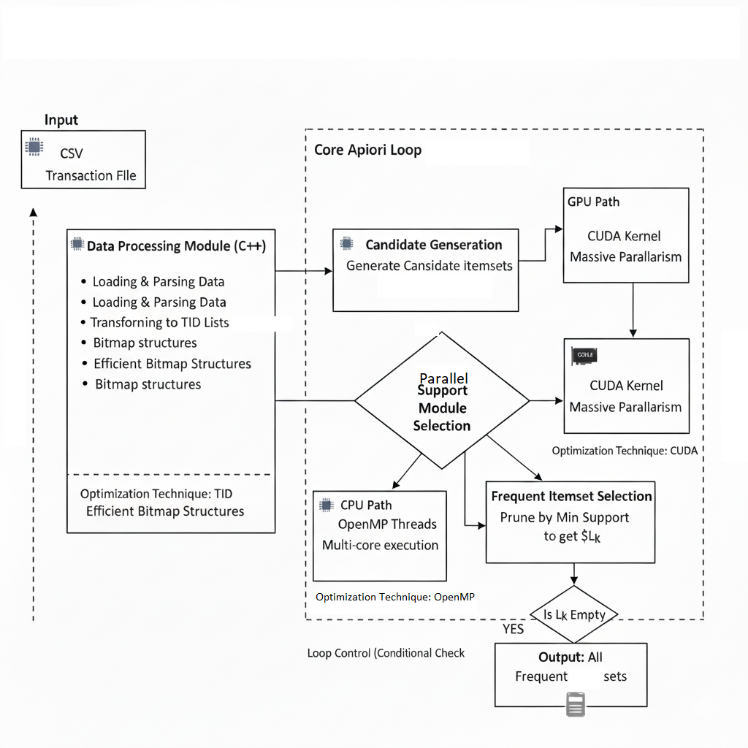 Input
CSV
Transaction FIle
Data Processing Module (C++)
• Loading & Parsing Data
• Loading & Parsing Data
• Transforning to TID Lists
• Bitmap structures
• Efficient Bitmap Structures
• Bitmap structures
Optimization Technique: TID
Efficient Bitmap Structures
Core Apiori Loop
Candidate Genseration
Generate Cansidate itemsets
GPU Path
CUDA Kernel
Massive Parallarism
CUDA Kernel
Massive Parallarism
Optimization Technique: CUDA
Parallel
Support
Module
Selection
CPU Path
OpenMP Threads
Multi-core execution
Optimization Technique: OpenMP
Frequent Itemset Selection
Prune by Min Support
to get $Lk
Is Lk Empty
YES
Loop Control (Conditional Check
Output: All
Frequent sets